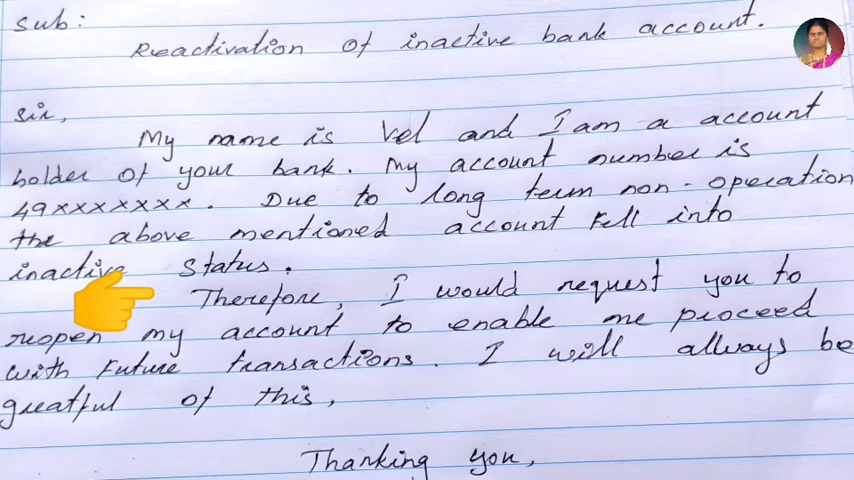 Sub:
Reactivation of inactive bank account.
Sir,
My name is Vel and I am a account
holder of your bank. My account number is
49xxxxxxxx. Due to long term non-operation
the above mentioned account fell into
inactive status.
Therefore, I would request you to
reopen my account to enable me proceed
with future transactions. I will allways be
greatful of this,
Thanking you,